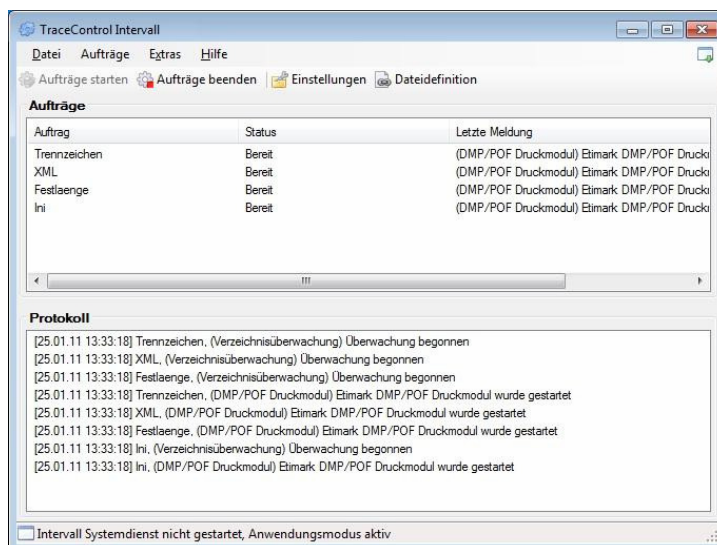 TraceControl Intervall
Datei Aufträge Extras Hilfe
Aufträge starten Aufträge beenden Einstellungen Dateidefinition
Aufträge
Auftrag Status Letzte Meldung
Trennzeichen Bereit (DMP/POF Druckmodul) Etimark DMP/POF Druckm
XML Bereit (DMP/POF Druckmodul) Etimark DMP/POF Druckm
Festlaenge Bereit (DMP/POF Druckmodul) Etimark DMP/POF Druckm
Ini Bereit (DMP/POF Druckmodul) Etimark DMP/POF Druckm
Protokoll
[25.01.11 13:33:18] Trennzeichen, (Verzeichnisüberwachung) Überwachung begonnen
[25.01.11 13:33:18] XML, (Verzeichnisüberwachung) Überwachung begonnen
[25.01.11 13:33:18] Festlaenge, (Verzeichnisüberwachung) Überwachung begonnen
[25.01.11 13:33:18] Trennzeichen, (DMP/POF Druckmodul) Etimark DMP/POF Druckmodul wurde gestartet
[25.01.11 13:33:18] XML, (DMP/POF Druckmodul) Etimark DMP/POF Druckmodul wurde gestartet
[25.01.11 13:33:18] Festlaenge, (DMP/POF Druckmodul) Etimark DMP/POF Druckmodul wurde gestartet
[25.01.11 13:33:18] Ini, (Verzeichnisüberwachung) Überwachung begonnen
[25.01.11 13:33:18] Ini, (DMP/POF Druckmodul) Etimark DMP/POF Druckmodul wurde gestartet
Intervall Systemdienst nicht gestartet, Anwendungsmodus aktiv